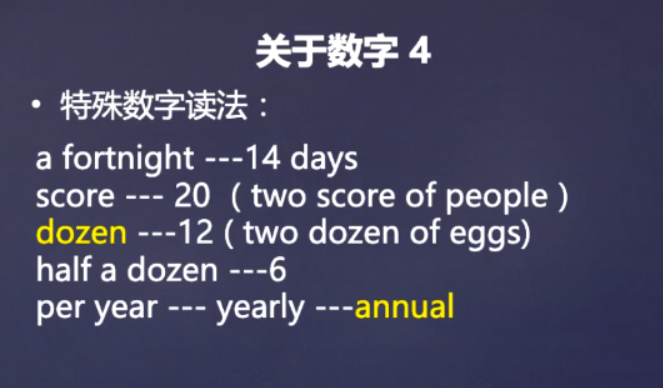 关于数字 4
• 特殊数字读法：
a fortnight ---14 days
score --- 20 （ two score of people ）
dozen ---12 ( two dozen of eggs)
half a dozen ---6
per year --- yearly ---annual